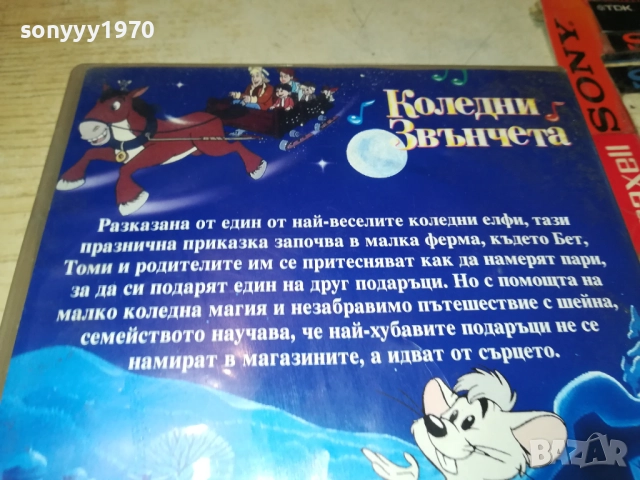 sonyyy1970
TDK
SONY
axell
Коледни
Звънчета
Разказана от един от най-веселите коледни елфи, тази
празнична приказка започва в малка ферма, където Бет,
Томи и родителите им се притесняват как да намерят пари,
за да си подарят един на друг подаръци. Но с помощта на
малко коледна магия и незабравимо пътешествие с шейна,
семейството научава, че най-хубавите подаръци не се
намират в магазините, а идват от сърцето.
BAZAR